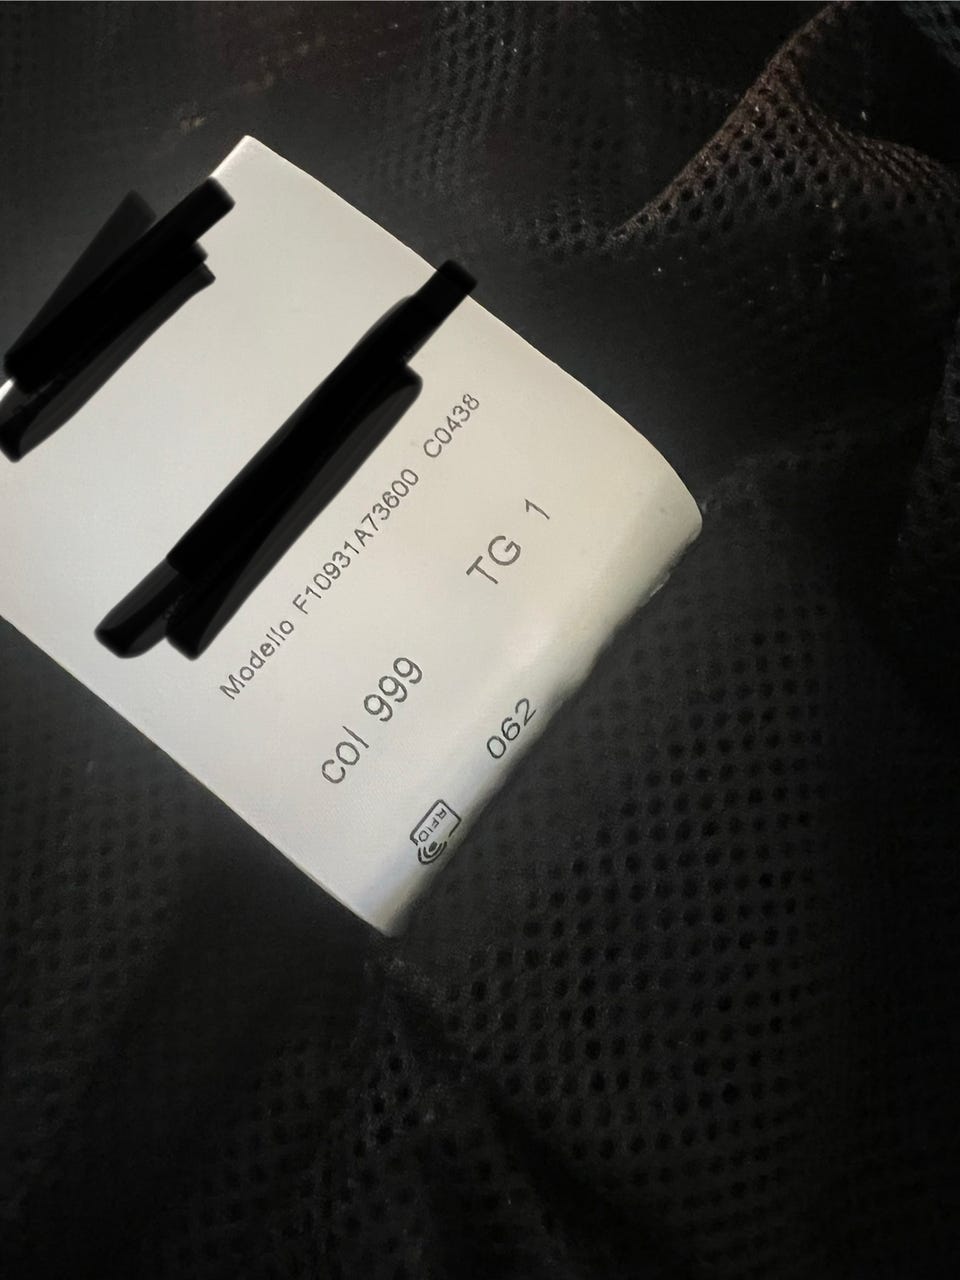 Modello F10931A73600 C0438
COl 999 TG 1
062
RFID